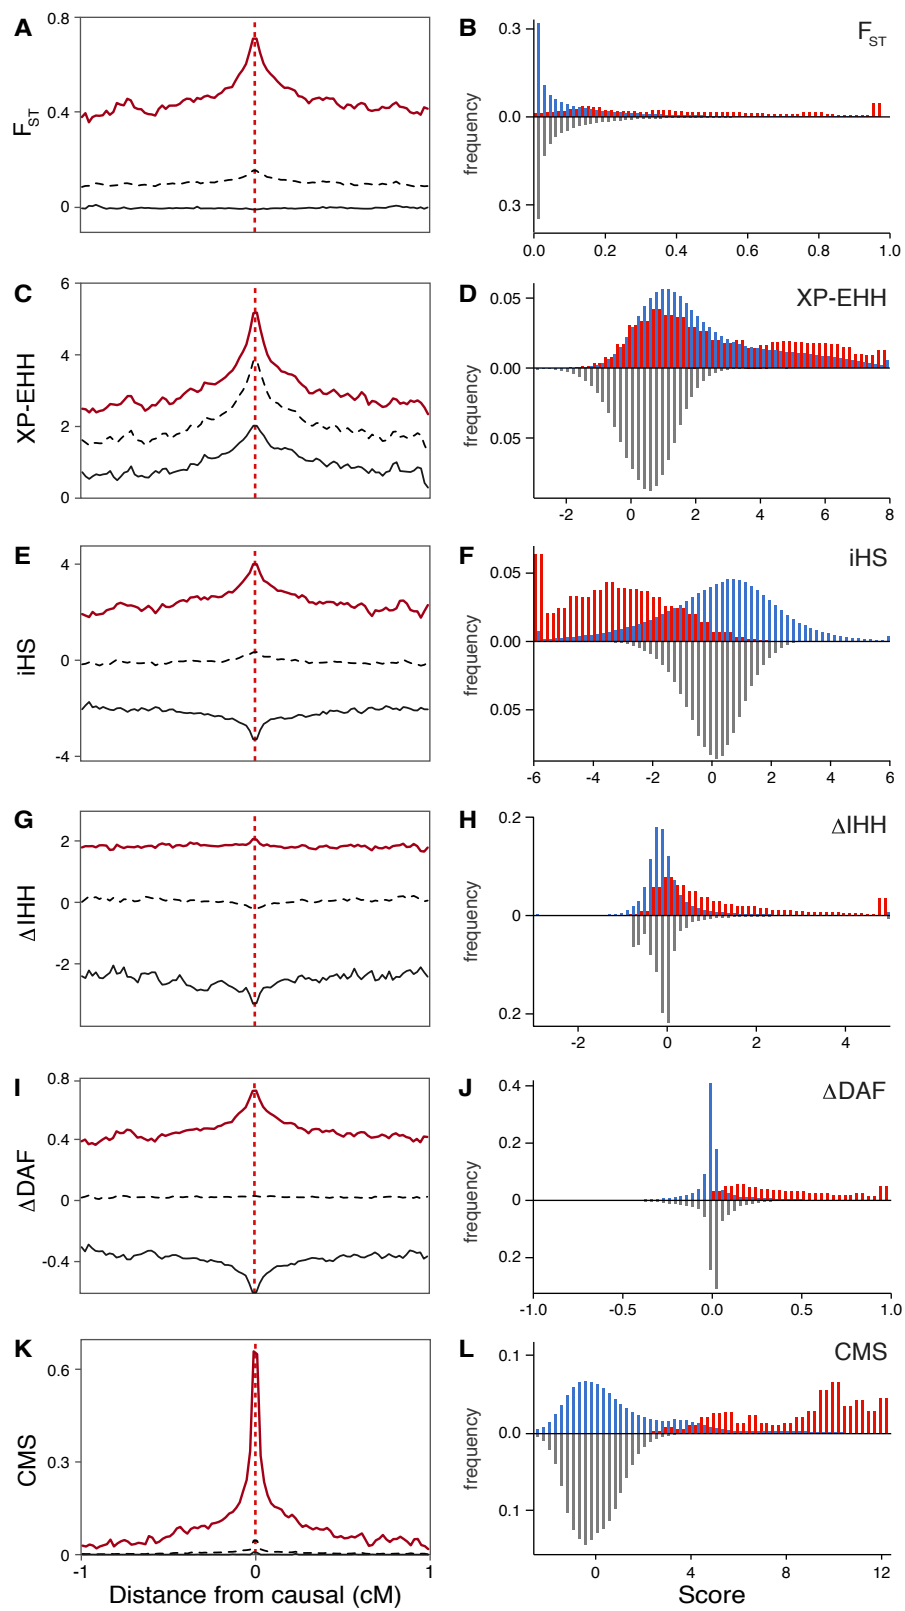 A
0.8
0.4
0
F_ST
B
F_ST
0.3
0.0
0.3
frequency
0.0 0.2 0.4 0.6 0.8 1.0
C
6
4
2
0
XP-EHH
D
XP-EHH
0.05
0.00
0.05
frequency
-2 0 2 4 6 8
E
4
0
-4
iHS
F
iHS
0.05
0.00
0.05
frequency
-6 -4 -2 0 2 4 6
G
2
0
-2
ΔIHH
H
ΔIHH
0.2
0
0.2
frequency
-2 0 2 4
I
0.8
0.4
0
-0.4
ΔDAF
J
ΔDAF
0.4
0.2
0
0.2
frequency
-1.0 -0.5 0.0 0.5 1.0
K
0.6
0.3
0
CMS
-1 0 1
Distance from causal (cM)
L
CMS
0.1
0.0
0.1
frequency
0 4 8 12
Score